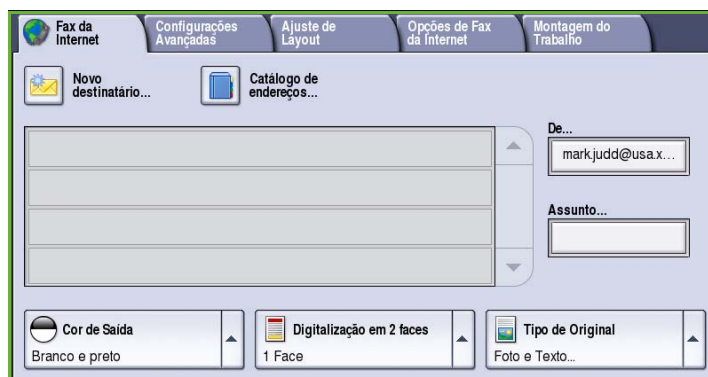 Fax da Internet
Configurações Avançadas
Ajuste de Layout
Opções de Fax da Internet
Montagem do Trabalho
Novo destinatário...
Catálogo de endereços...
De...
mark.judd@usa.x...
Assunto...
Cor de Saída
Branco e preto
Digitalização em 2 faces
1 Face
Tipo de Original
Foto e Texto...